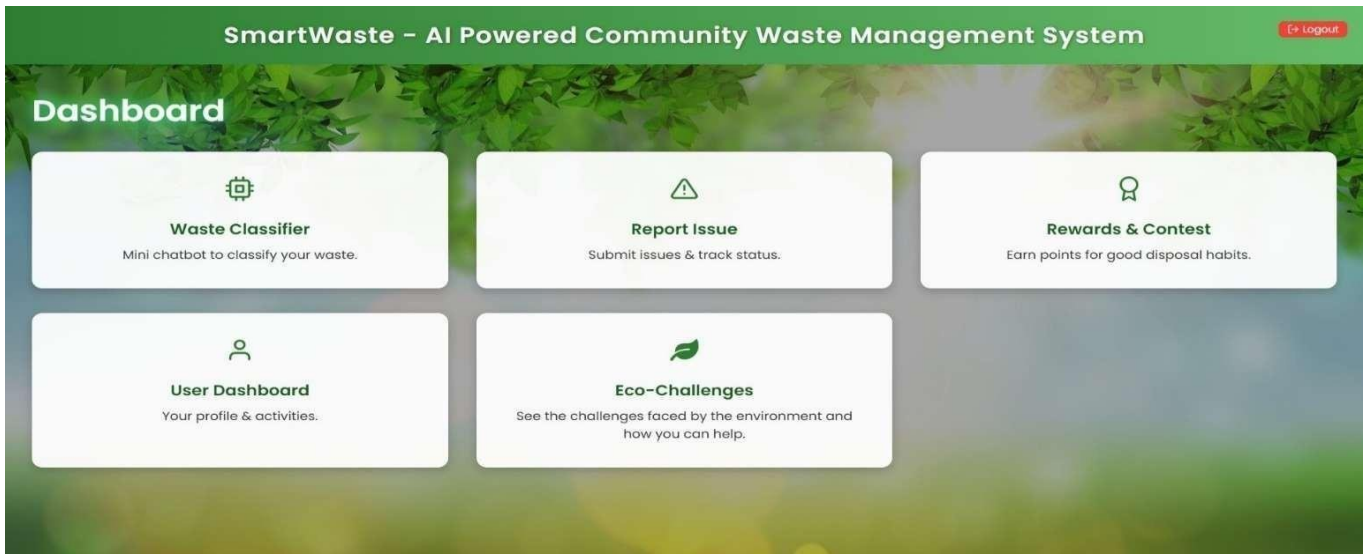 SmartWaste - AI Powered Community Waste Management System
Logout
Dashboard
Waste Classifier
Mini chatbot to classify your waste.
Report Issue
Submit issues & track status.
Rewards & Contest
Earn points for good disposal habits.
User Dashboard
Your profile & activities.
Eco-Challenges
See the challenges faced by the environment and
how you can help.